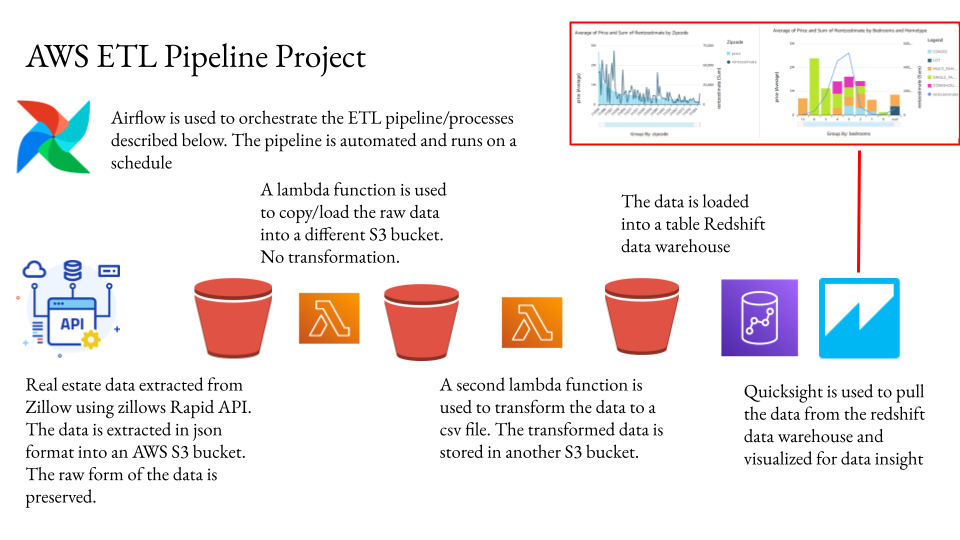 AWS ETL Pipeline Project
Airflow is used to orchestrate the ETL pipeline/processes
described below. The pipeline is automated and runs on a
schedule
Average of Price and Sum of Rentzestimate by Zipcode
Zipcode
price
rentzestimate
price (Average)
rentzestimate (Sum)
Group By: zipcode
Average of Price and Sum of Rentzestimate by Bedrooms and Hometype
Legend
CONDO
LOT
MULTI_FAM...
SINGLE_FA...
TOWNHOU...
rentzestimate
price (Average)
rentzestimate (Sum)
Group By: bedrooms
A lambda function is used
to copy/load the raw data
into a different S3 bucket.
No transformation.
The data is loaded
into a table Redshift
data warehouse
API
Real estate data extracted from
Zillow using zillows Rapid API.
The data is extracted in json
format into an AWS S3 bucket.
The raw form of the data is
preserved.
A second lambda function is
used to transform the data to a
csv file. The transformed data is
stored in another S3 bucket.
Quicksight is used to pull
the data from the redshift
data warehouse and
visualized for data insight